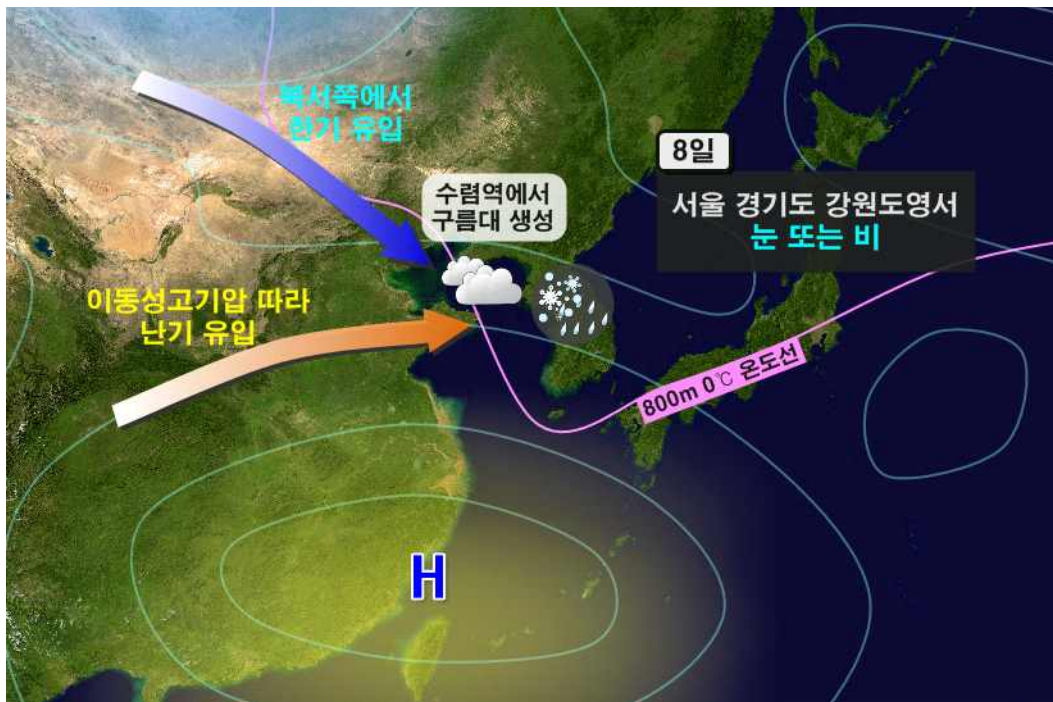 북서쪽에서
한기 유입
8일
수렴역에서
구름대 생성
서울 경기도 강원도영서
눈 또는 비
이동성고기압 따라
난기 유입
800m 0℃ 온도선
H